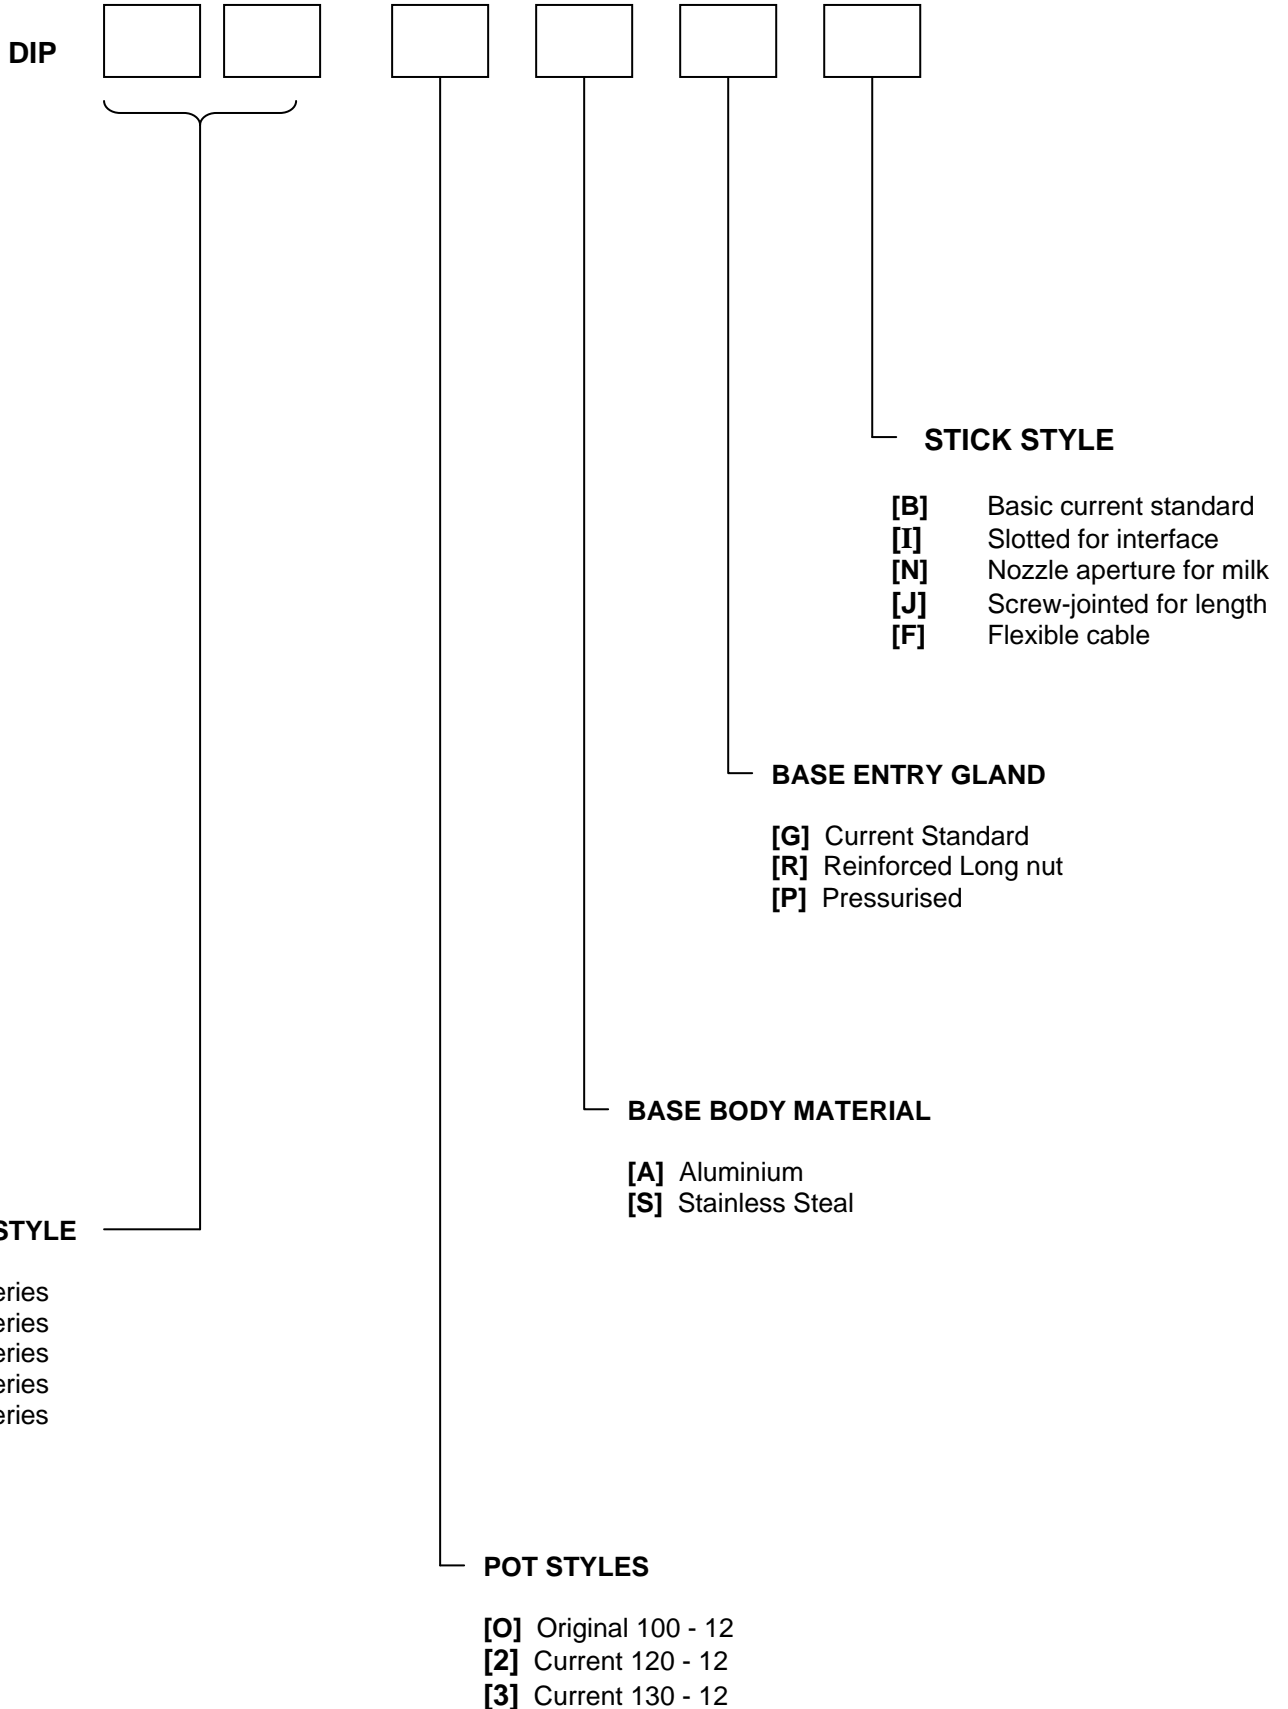 DIP
STICK STYLE
[B] Basic current standard
[I] Slotted for interface
[N] Nozzle aperture for milk
[J] Screw-jointed for length
[F] Flexible cable
BASE ENTRY GLAND
[G] Current Standard
[R] Reinforced Long nut
[P] Pressurised
BASE BODY MATERIAL
[A] Aluminium
[S] Stainless Steal
STYLE
eries
eries
eries
eries
eries
POT STYLES
[O] Original 100 - 12
[2] Current 120 - 12
[3] Current 130 - 12